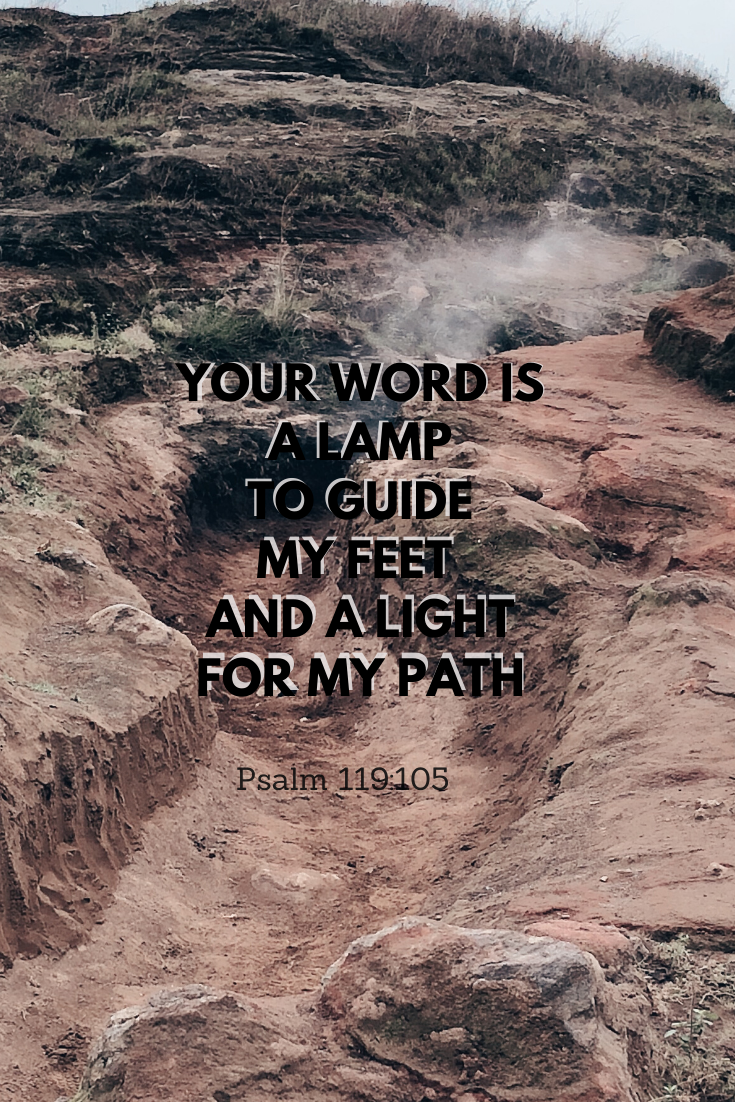 YOUR WORD IS
A LAMP
TO GUIDE
MY FEET
AND A LIGHT
FOR MY PATH
Psalm 119:105